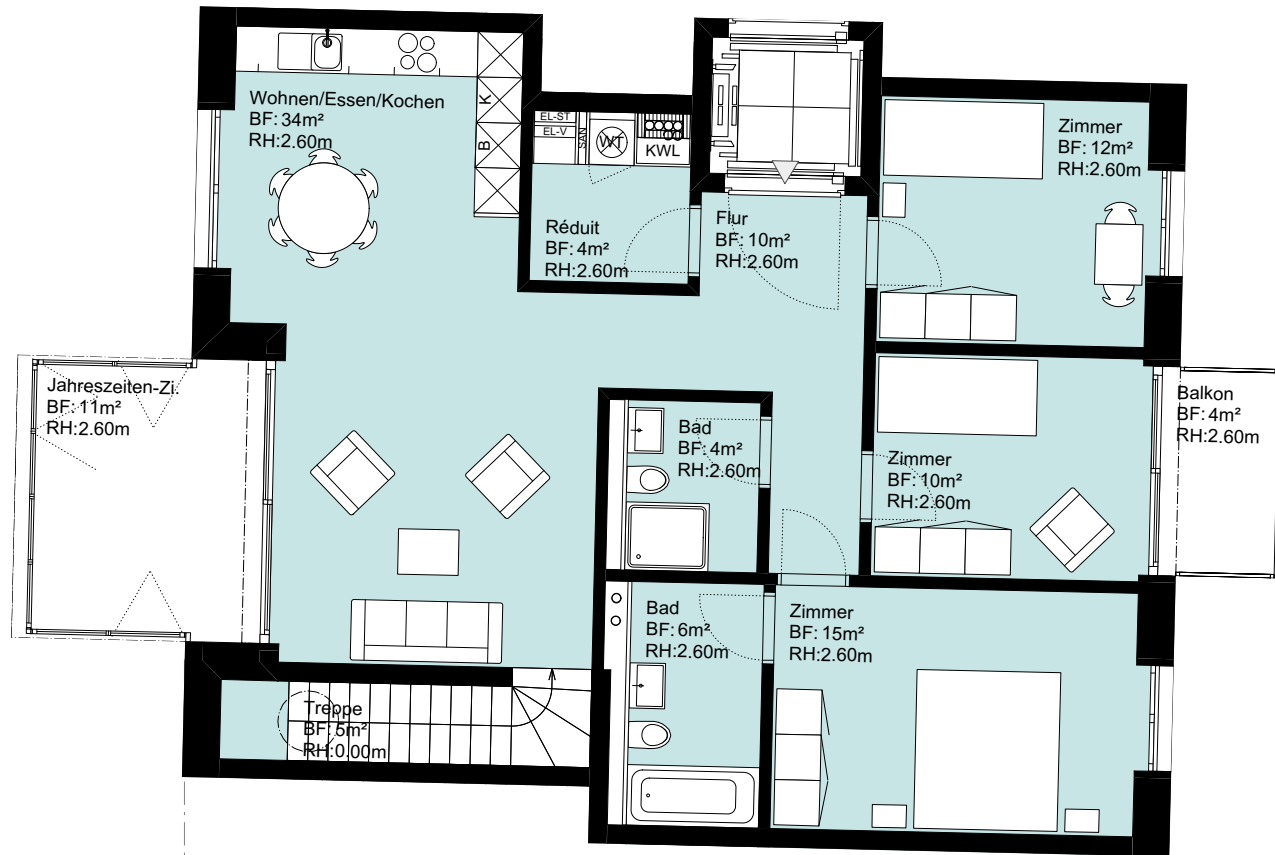 Wohnen/Essen/Kochen
BF: 34m²
RH:2.60m
K
B
EL-ST
EL-V
SAN
WT
KWL
Réduit
BF: 4m²
RH:2.60m
Flur
BF: 10m²
RH:2.60m
Zimmer
BF: 12m²
RH:2.60m
Jahreszeiten-Zi.
BF: 11m²
RH:2.60m
Bad
BF: 4m²
RH:2.60m
Zimmer
BF: 10m²
RH:2.60m
Balkon
BF: 4m²
RH:2.60m
Bad
BF: 6m²
RH:2.60m
Zimmer
BF: 15m²
RH:2.60m
Treppe
BF: 5m²
RH:0.00m